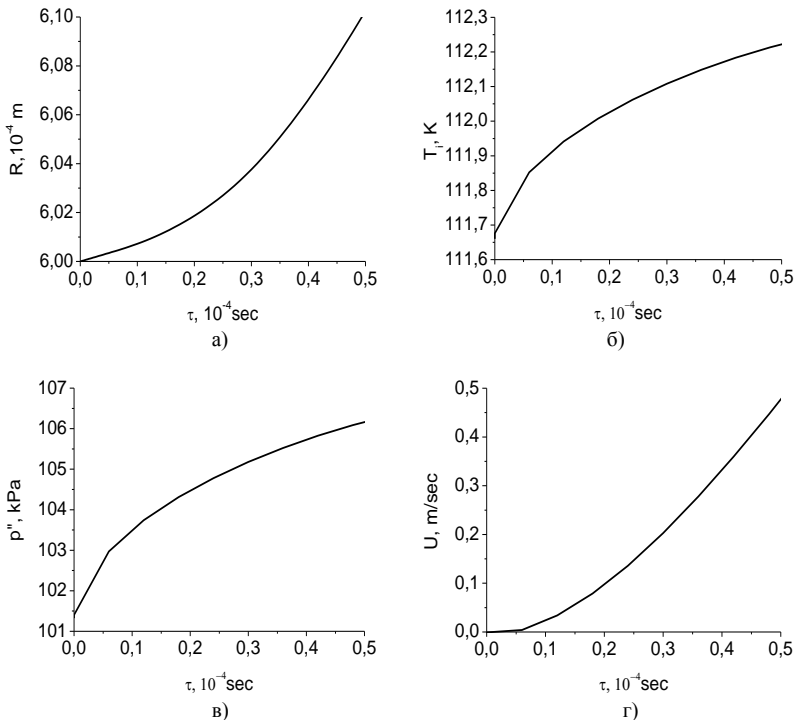 6,10
6,08
6,06
6,04
6,02
6,00
R,10⁻⁴ m
0,0 0,1 0,2 0,3 0,4 0,5
τ, 10⁻⁴sec
а)
112,3
112,2
112,1
112,0
111,9
111,8
111,7
111,6
T_i, K
0,0 0,1 0,2 0,3 0,4 0,5
τ, 10⁻⁴sec
б)
107
106
105
104
103
102
101
p", kPa
0,0 0,1 0,2 0,3 0,4 0,5
τ, 10⁻⁴sec
в)
0,5
0,4
0,3
0,2
0,1
0,0
U, m/sec
0,0 0,1 0,2 0,3 0,4 0,5
τ, 10⁻⁴sec
г)